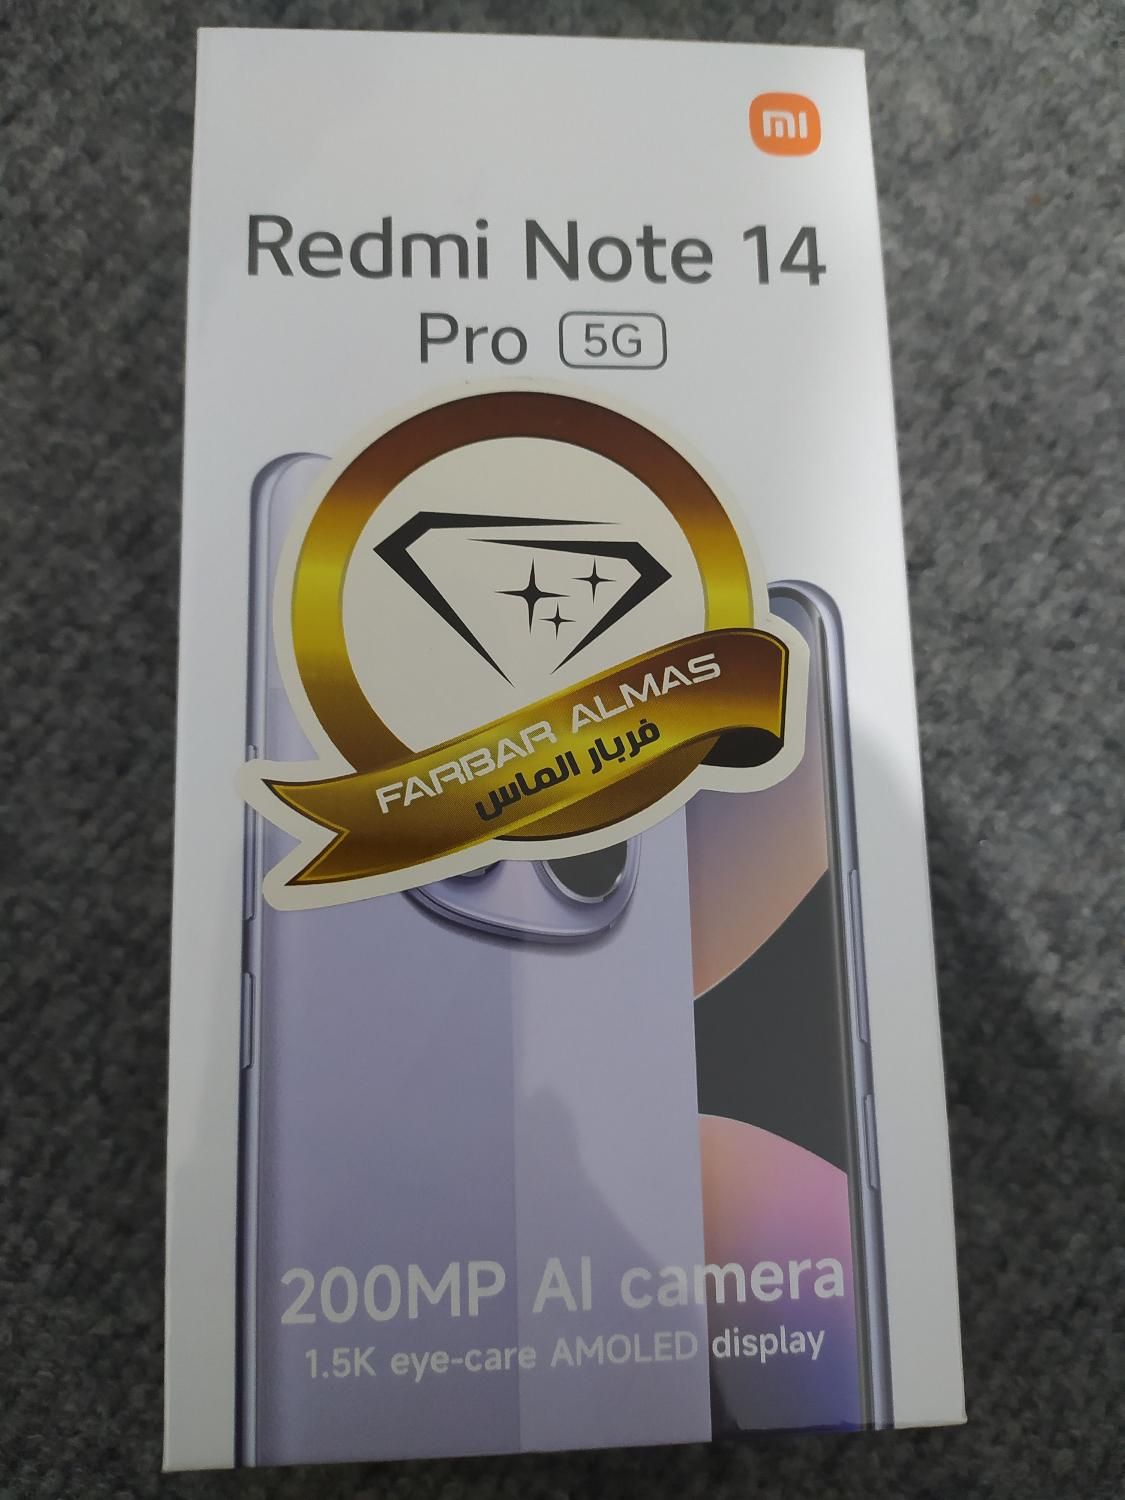 mi
Redmi Note 14
Pro 5G
FARBAR ALMAS
فربار الماس
200MP AI camera
1.5K eye-care AMOLED display